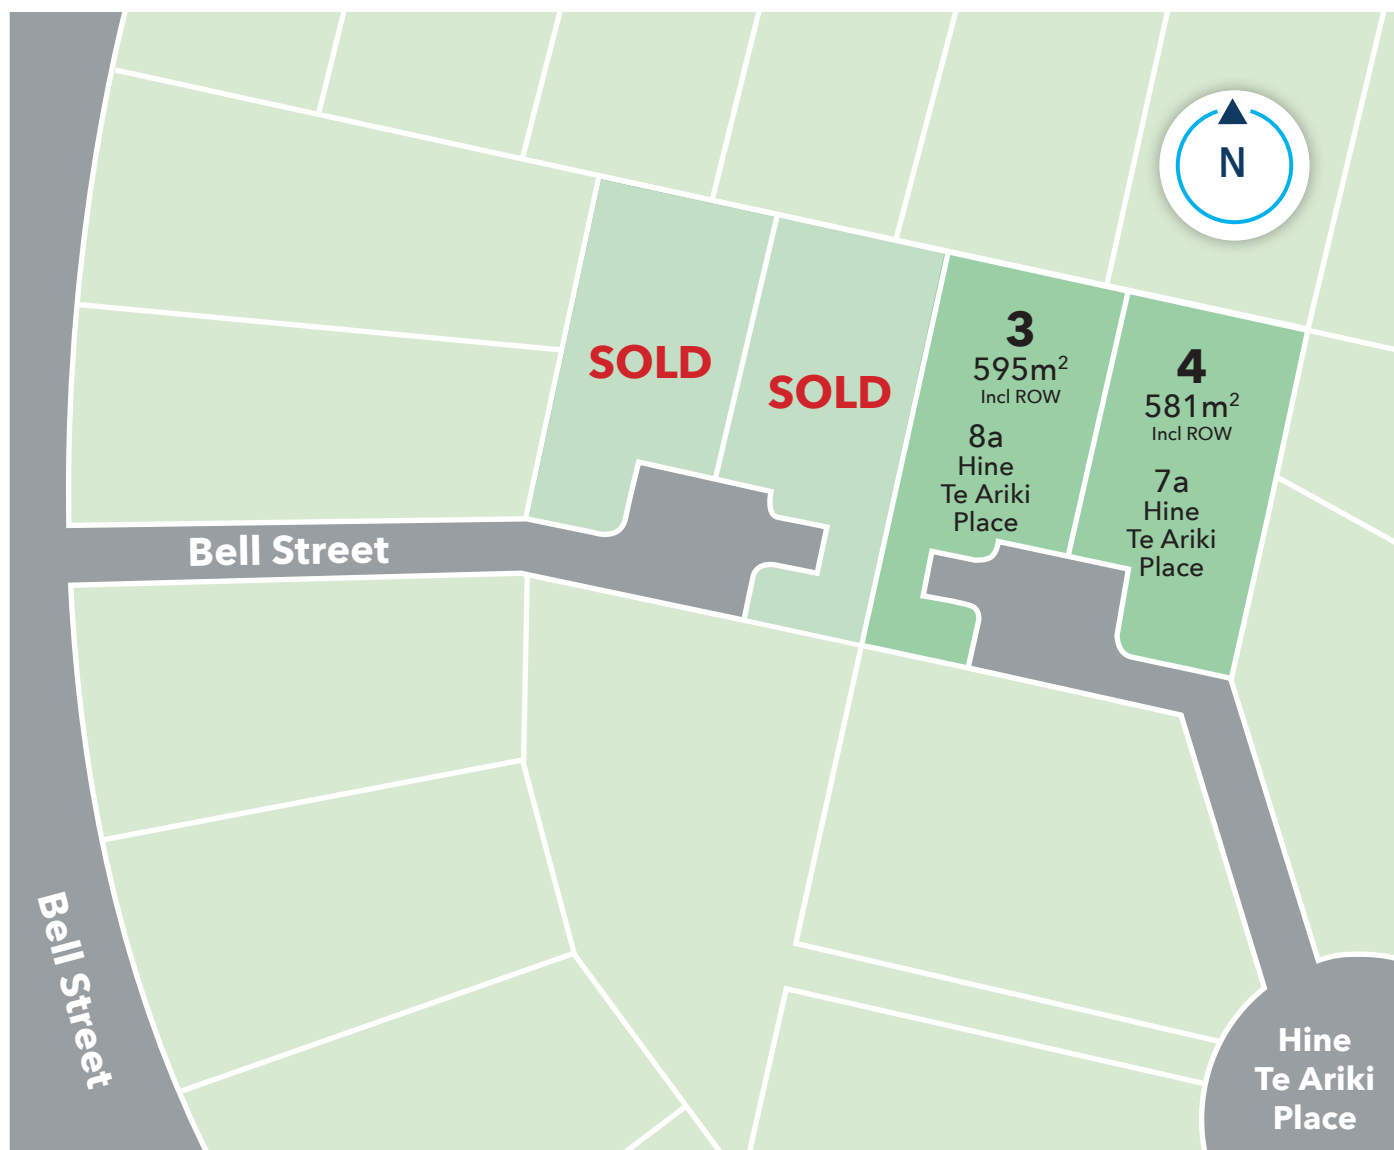 N
SOLD
SOLD
3
595m²
Incl ROW
8a
Hine
Te Ariki
Place
4
581m²
Incl ROW
7a
Hine
Te Ariki
Place
Bell Street
Bell Street
Hine
Te Ariki
Place